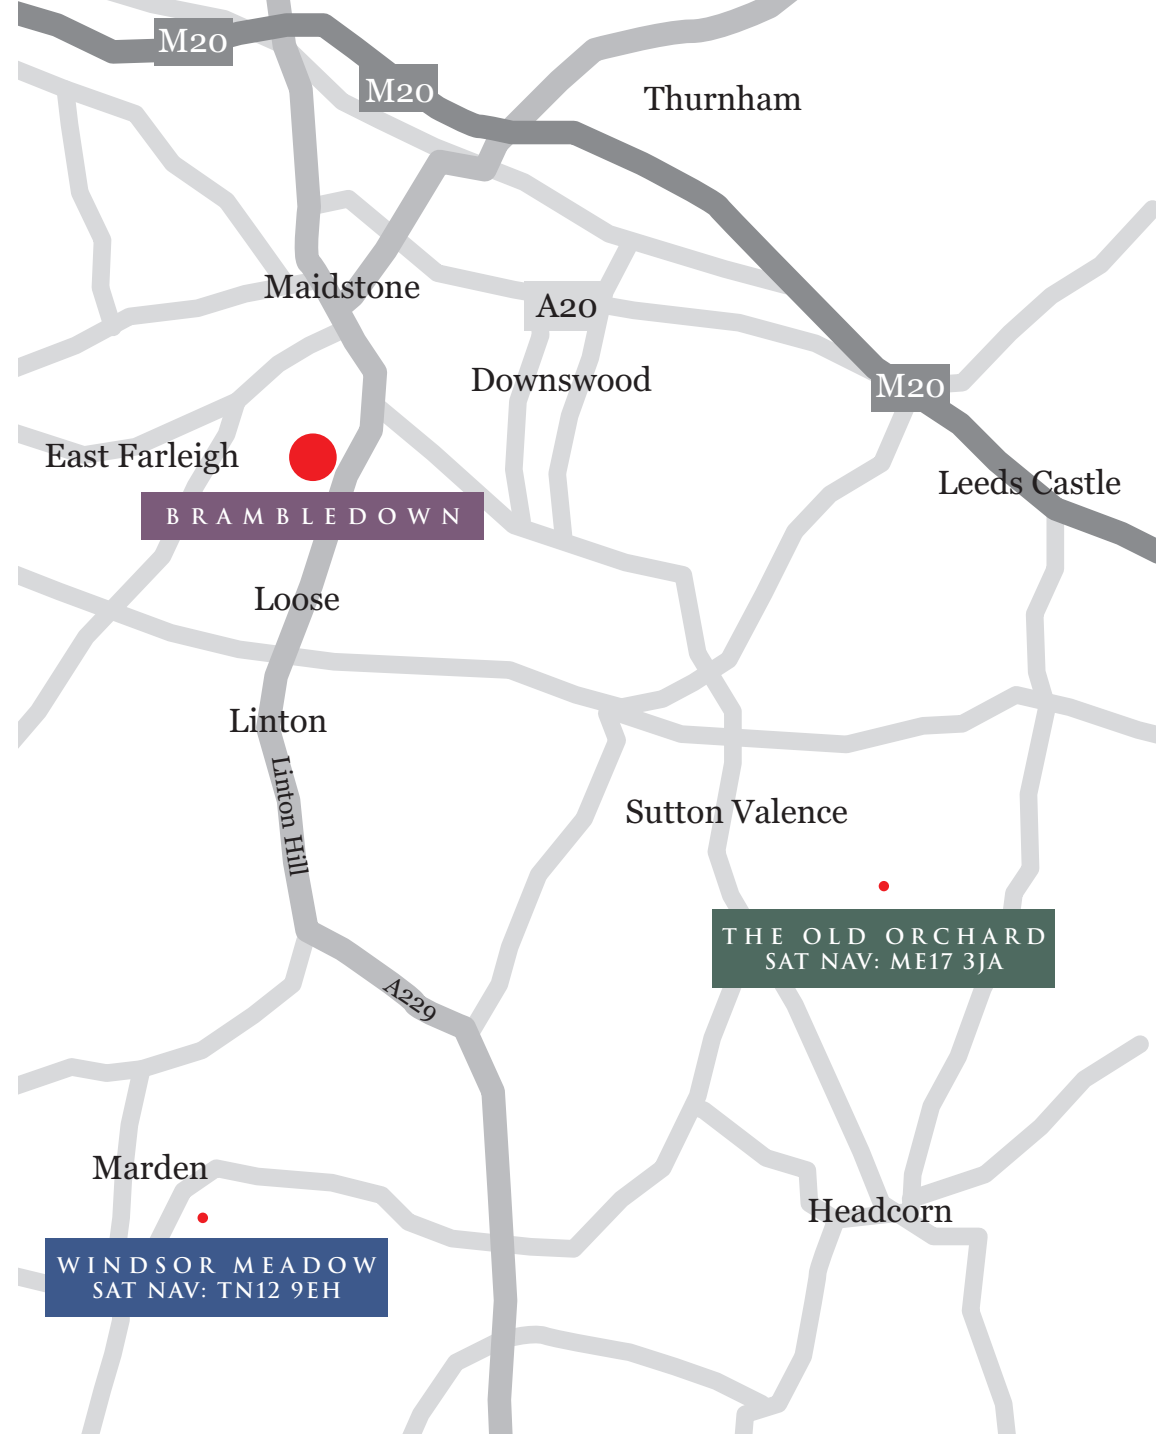 M20
M20
Thurnham
Maidstone
A20
Downswood
M20
East Farleigh
Leeds Castle
BRAMBLEDOWN
Loose
Linton
Linton Hill
Sutton Valence
THE OLD ORCHARD
SAT NAV: ME17 3JA
A229
Marden
Headcorn
WINDSOR MEADOW
SAT NAV: TN12 9EH